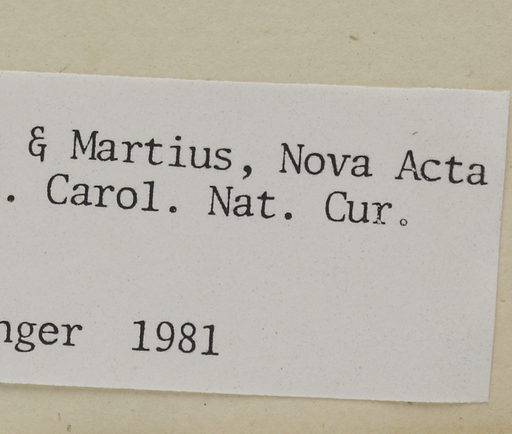 & Martius, Nova Acta
. Carol. Nat. Cur.
nger 1981